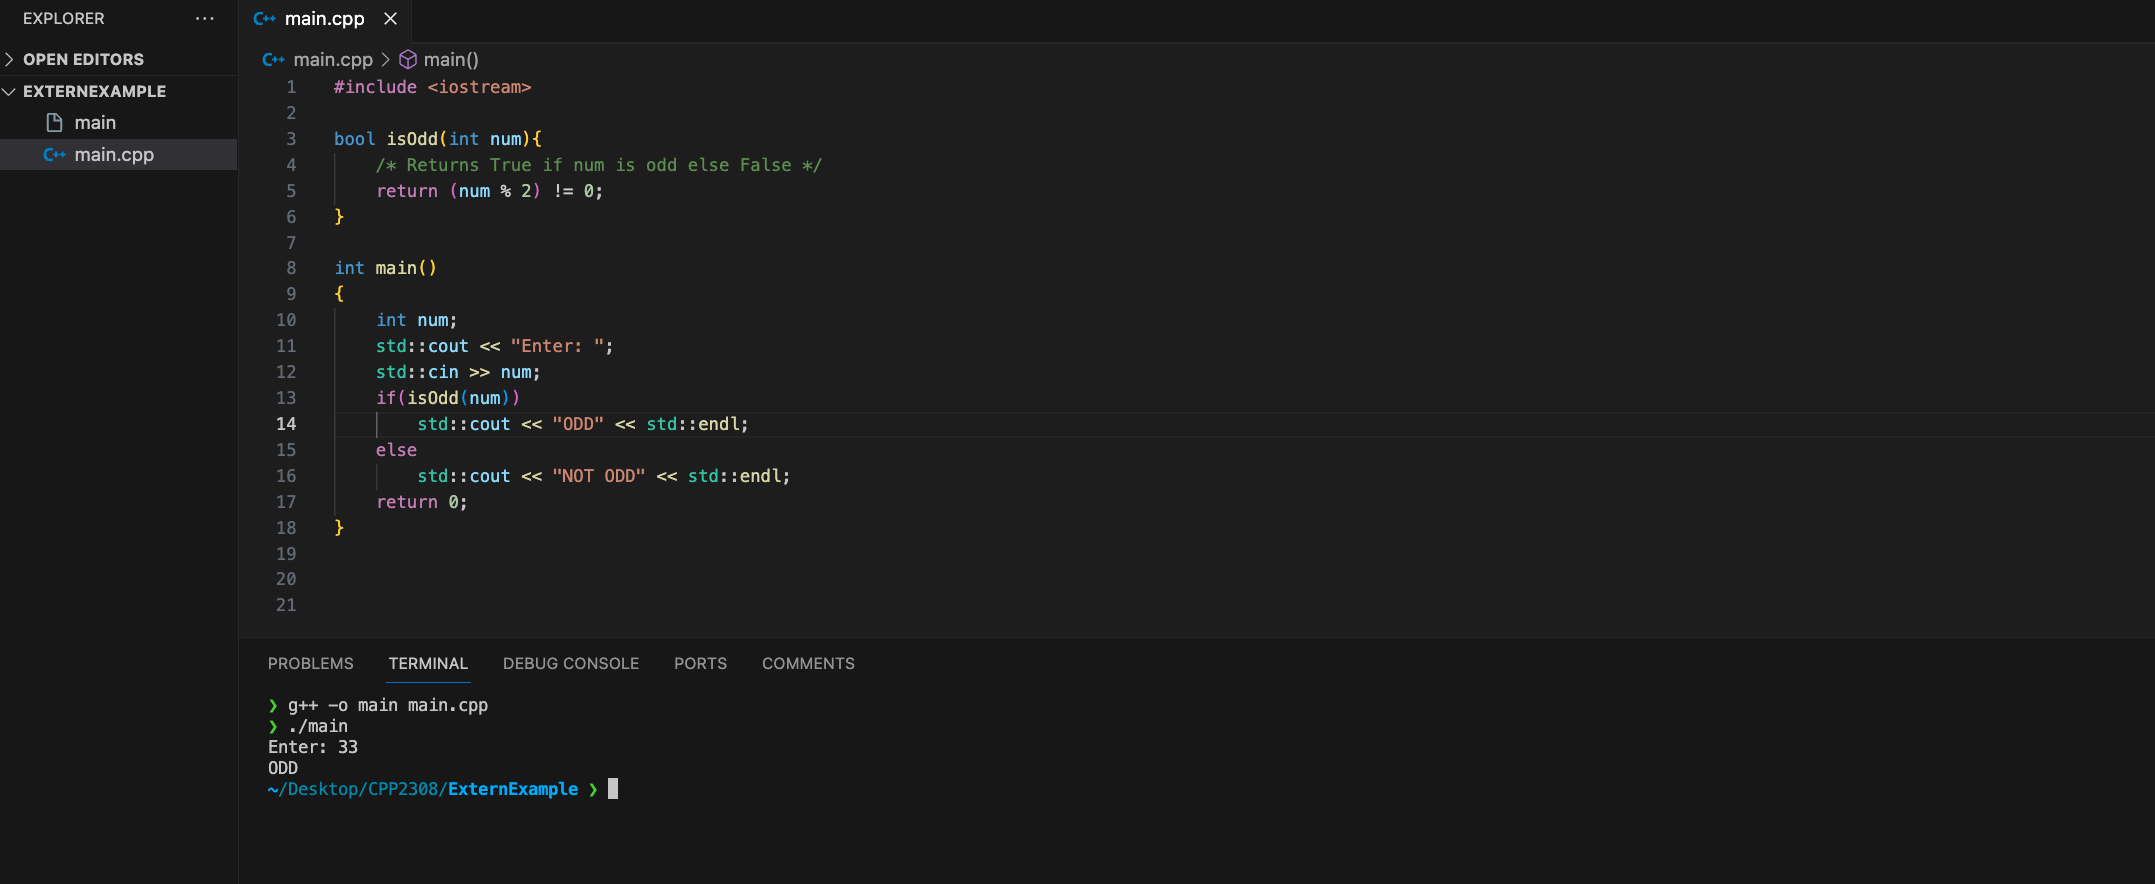 EXPLORER
OPEN EDITORS
EXTERNEXAMPLE
main
main.cpp
main.cpp
main.cpp > main()
1 #include <iostream>
2
3 bool isOdd(int num){
4     /* Returns True if num is odd else False */
5     return (num % 2) != 0;
6 }
7
8 int main()
9 {
10     int num;
11     std::cout << "Enter: ";
12     std::cin >> num;
13     if(isOdd(num))
14         std::cout << "ODD" << std::endl;
15     else
16         std::cout << "NOT ODD" << std::endl;
17     return 0;
18 }
19
20
21
PROBLEMS TERMINAL DEBUG CONSOLE PORTS COMMENTS
❯ g++ -o main main.cpp
❯ ./main
Enter: 33
ODD
~/Desktop/CPP2308/ExternExample ❯